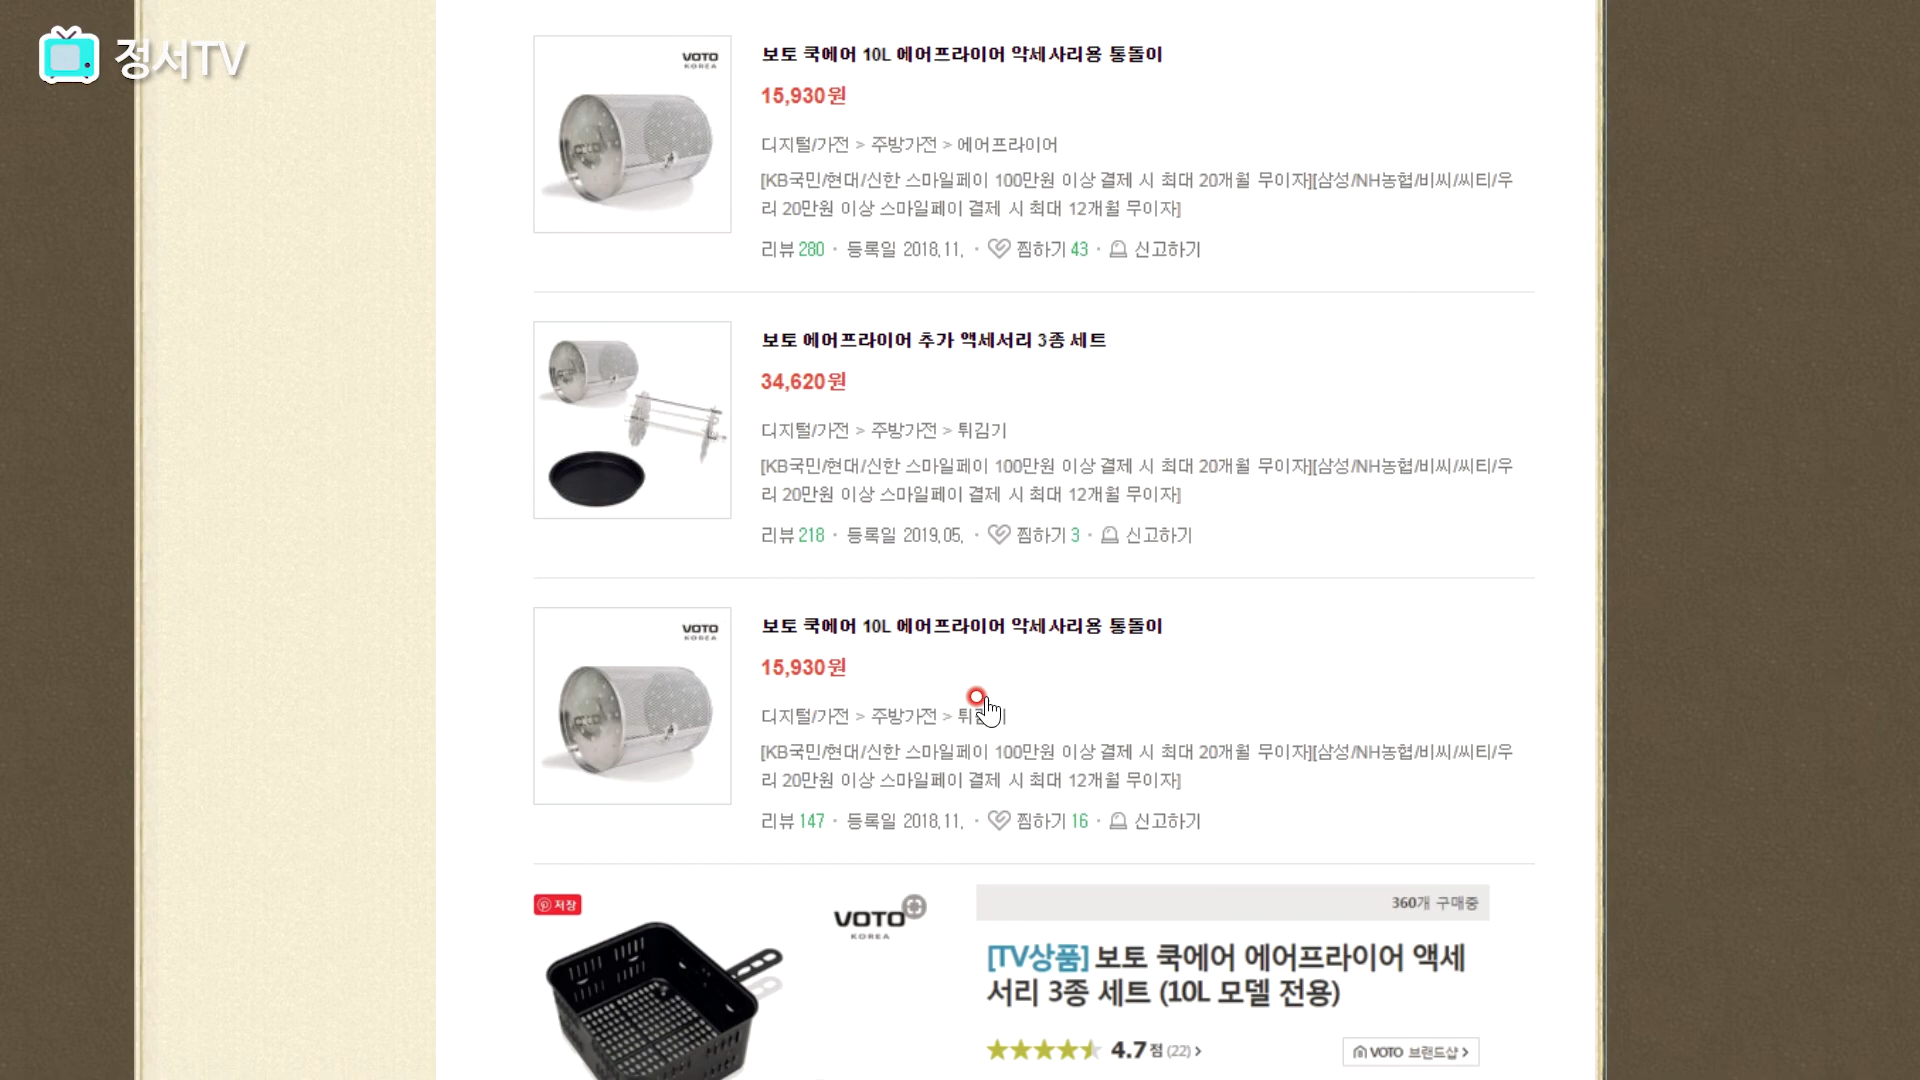 정서TV
VOTO
KOREA
보토 쿡에어 10L 에어프라이어 악세사리용 통돌이
15,930원
디지털/가전 > 주방가전 > 에어프라이어
[KB국민/현대/신한 스마일페이 100만원 이상 결제 시 최대 20개월 무이자][삼성/NH농협/비씨/씨티/우
리 20만원 이상 스마일페이 결제 시 최대 12개월 무이자]
리뷰 280 · 등록일 2018.11. · 찜하기 43 · 신고하기
보토 에어프라이어 추가 액세서리 3종 세트
34,620원
디지털/가전 > 주방가전 > 튀김기
[KB국민/현대/신한 스마일페이 100만원 이상 결제 시 최대 20개월 무이자][삼성/NH농협/비씨/씨티/우
리 20만원 이상 스마일페이 결제 시 최대 12개월 무이자]
리뷰 218 · 등록일 2019.05. · 찜하기 3 · 신고하기
VOTO
KOREA
보토 쿡에어 10L 에어프라이어 악세사리용 통돌이
15,930원
디지털/가전 > 주방가전 >
[KB국민/현대/신한 스마일페이 100만원 이상 결제 시 최대 20개월 무이자][삼성/NH농협/비씨/씨티/우
리 20만원 이상 스마일페이 결제 시 최대 12개월 무이자]
리뷰 147 · 등록일 2018.11. · 찜하기 16 · 신고하기
저장
VOTO
KOREA
360개 구매중
[TV상품] 보토 쿡에어 에어프라이어 액세
서리 3종 세트 (10L 모델 전용)
4.7점 (22) >
VOTO 브랜드샵 >